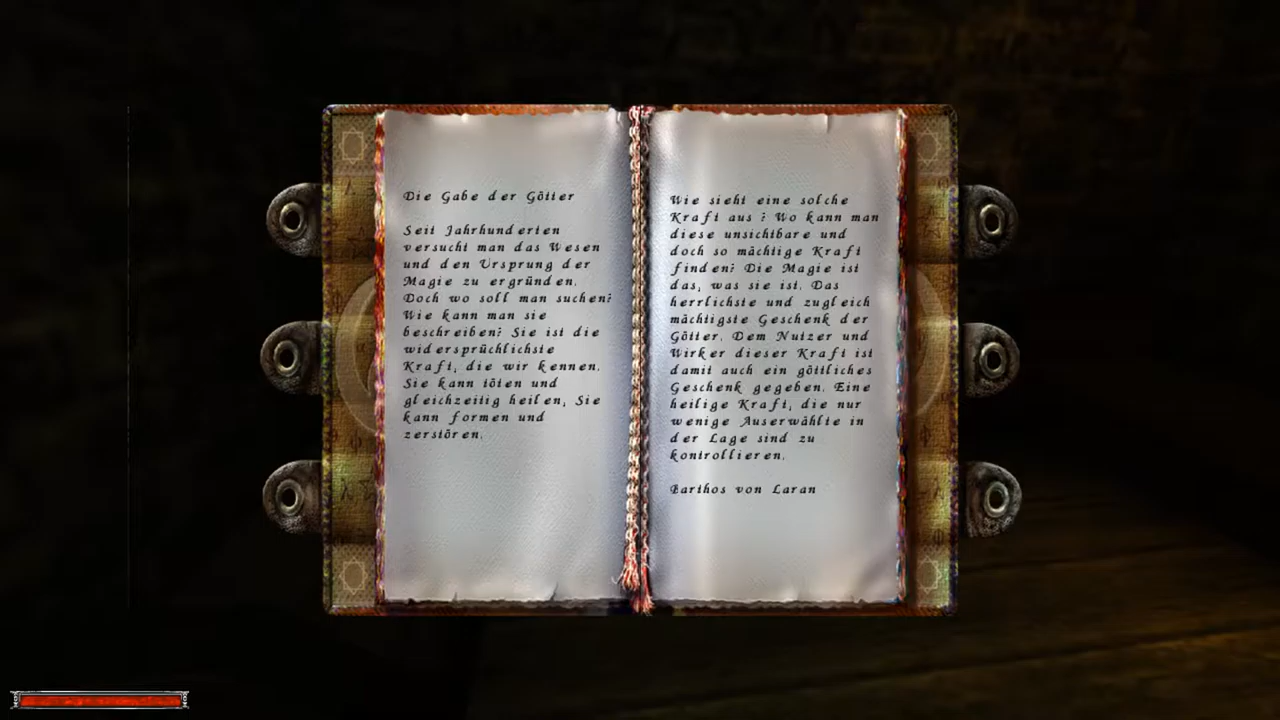 Die Gabe der Götter
Seit Jahrhunderten
versucht man das Wesen
und den Ursprung der
Magie zu ergründen.
Doch wo soll man suchen?
Wie kann man sie
beschreiben? Sie ist die
widersprüchlichste
Kraft, die wir kennen.
Sie kann töten und
gleichzeitig heilen, Sie
kann formen und
zerstören.
Wie sieht eine solche
Kraft aus ? Wo kann man
diese unsichtbare und
doch so mächtige Kraft
finden? Die Magie ist
das, was sie ist. Das
herrlichste und zugleich
mächtigste Geschenk der
Götter. Dem Nutzer und
Wirker dieser Kraft ist
damit auch ein göttliches
Geschenk gegeben. Eine
heilige Kraft, die nur
wenige Auserwählte in
der Lage sind zu
kontrollieren.
Barthos von Laran